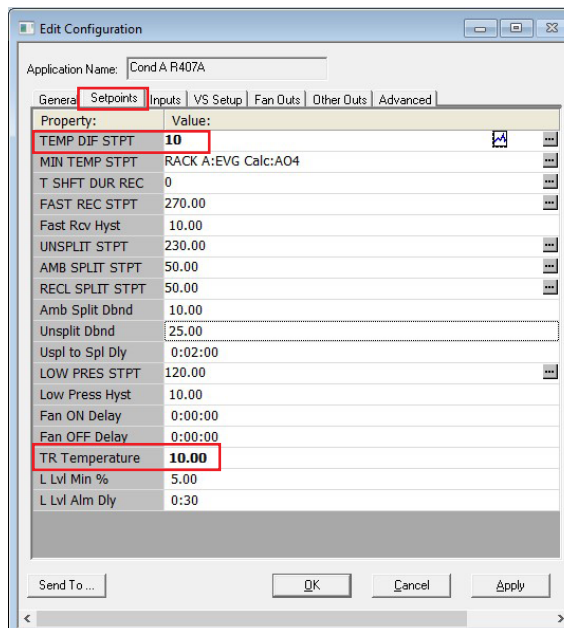 Edit Configuration
Application Name: Cond A R407A
General Setpoints Inputs VS Setup Fan Outs Other Outs Advanced
Property: Value:
TEMP DIF STPT 10 ...
MIN TEMP STPT RACK A:EVG Calc:AO4 ...
T SHFT DUR REC 0 ...
FAST REC STPT 270.00 ...
Fast Rcv Hyst 10.00
UNSPLIT STPT 230.00 ...
AMB SPLIT STPT 50.00 ...
RECL SPLIT STPT 50.00 ...
Amb Split Dbnd 10.00
Unsplit Dbnd 25.00
Uspl to Spl Dly 0:02:00
LOW PRES STPT 120.00 ...
Low Press Hyst 10.00
Fan ON Delay 0:00:00
Fan OFF Delay 0:00:00
TR Temperature 10.00
L Lvl Min % 5.00
L Lvl Alm Dly 0:30
Send To ... OK Cancel Apply